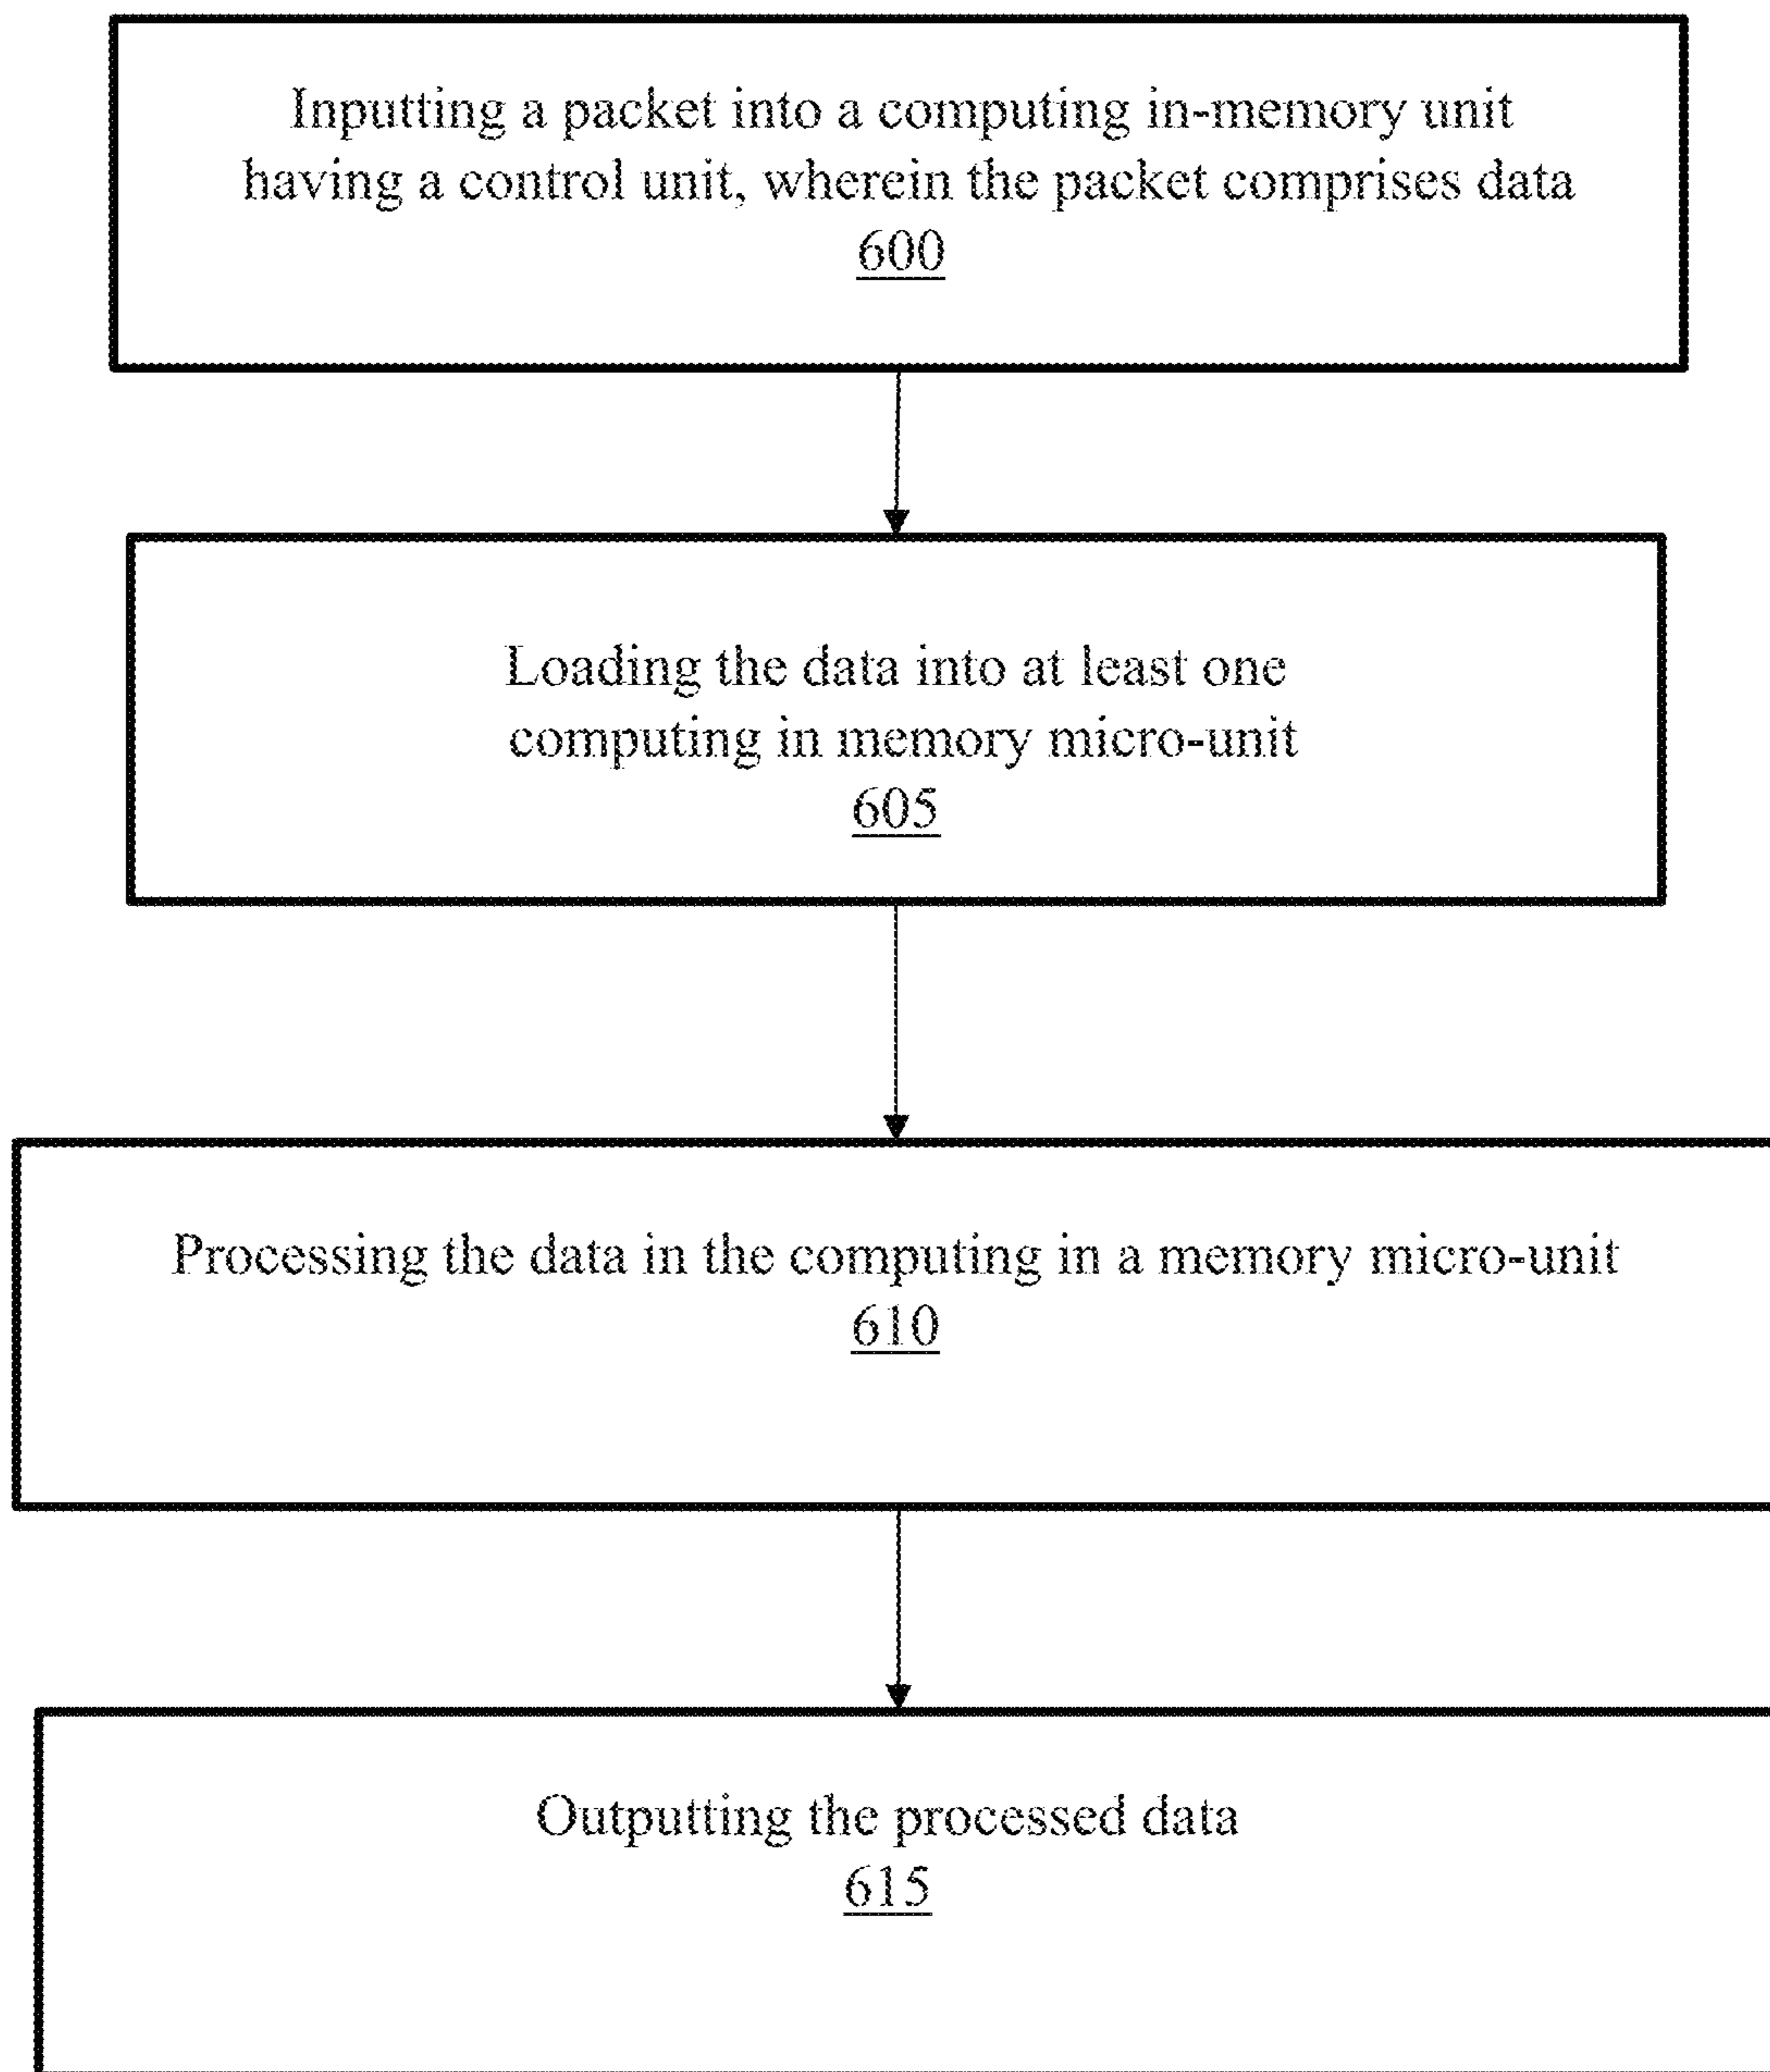 Inputting a packet into a computing in-memory unit
having a control unit, wherein the packet comprises data
600
Loading the data into at least one
computing in memory micro-unit
605
Processing the data in the computing in a memory micro-unit
610
Outputting the processed data
615